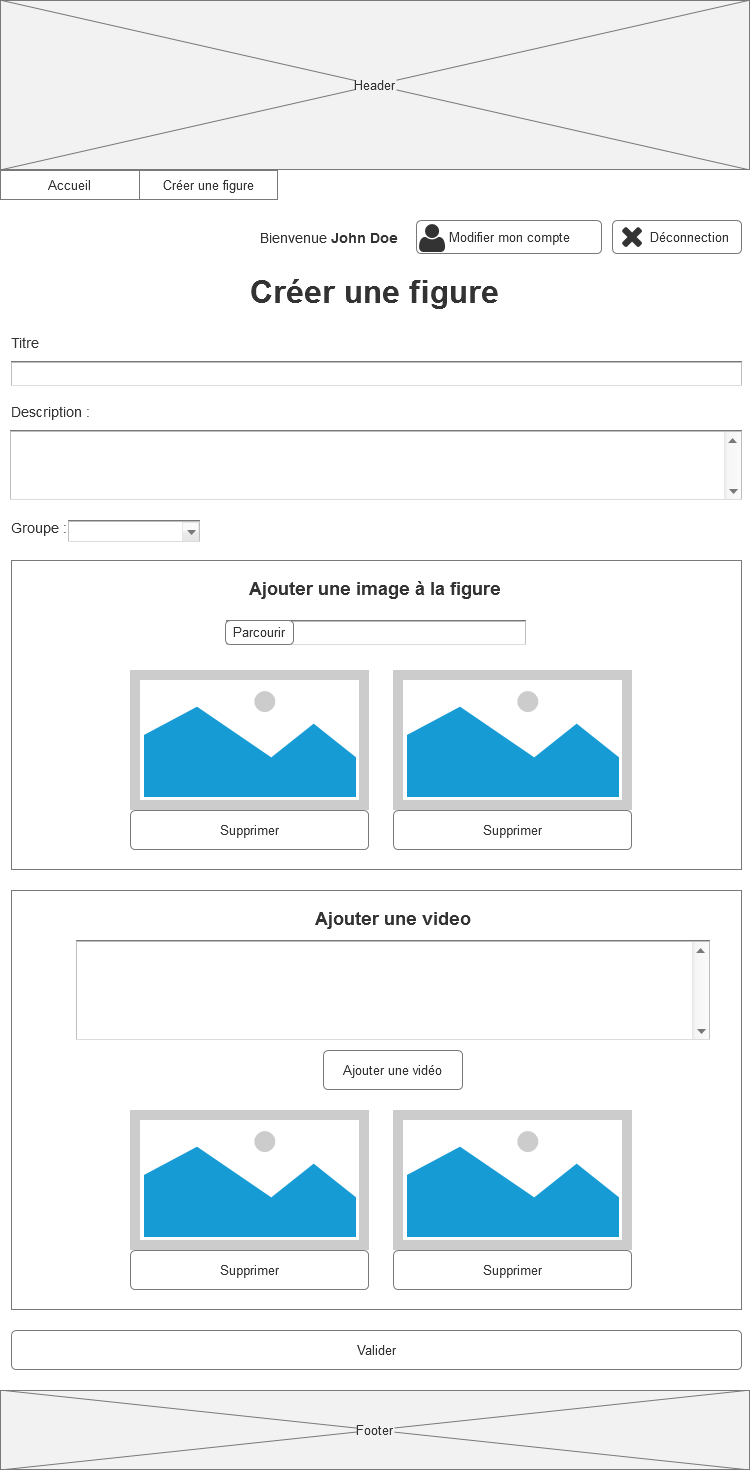 Header
Accueil
Créer une figure
Bienvenue John Doe
Modifier mon compte
Déconnection
Créer une figure
Titre
Description :
Groupe :
Ajouter une image à la figure
Parcourir
Supprimer
Supprimer
Ajouter une video
Ajouter une vidéo
Supprimer
Supprimer
Valider
Footer